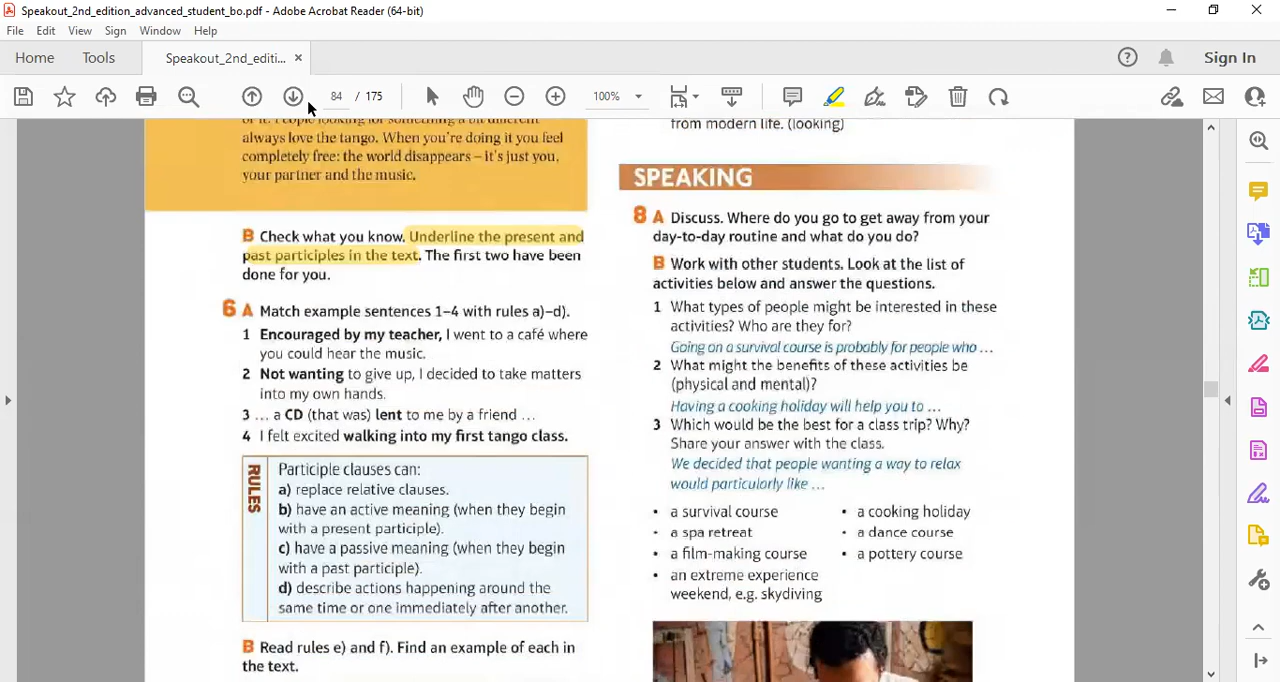 Speakout_2nd_edition_advanced_student_bo.pdf - Adobe Acrobat Reader (64-bit)
File Edit View Sign Window Help
Home Tools Speakout_2nd_editi... × Sign In
84 / 175 100%
always love the tango. When you're doing it you feel
completely free: the world disappears – it's just you,
your partner and the music.
B Check what you know. Underline the present and
past participles in the text. The first two have been
done for you.
6 A Match example sentences 1–4 with rules a)–d).
1 Encouraged by my teacher, I went to a café where
you could hear the music.
2 Not wanting to give up, I decided to take matters
into my own hands.
3 ... a CD (that was) lent to me by a friend ...
4 I felt excited walking into my first tango class.
RULES
Participle clauses can:
a) replace relative clauses.
b) have an active meaning (when they begin
with a present participle).
c) have a passive meaning (when they begin
with a past participle).
d) describe actions happening around the
same time or one immediately after another.
B Read rules e) and f). Find an example of each in
the text.
from modern life. (looking)
SPEAKING
8 A Discuss. Where do you go to get away from your
day-to-day routine and what do you do?
B Work with other students. Look at the list of
activities below and answer the questions.
1 What types of people might be interested in these
activities? Who are they for?
Going on a survival course is probably for people who ...
2 What might the benefits of these activities be
(physical and mental)?
Having a cooking holiday will help you to ...
3 Which would be the best for a class trip? Why?
Share your answer with the class.
We decided that people wanting a way to relax
would particularly like ...
• a survival course
• a spa retreat
• a film-making course
• an extreme experience
weekend, e.g. skydiving
• a cooking holiday
• a dance course
• a pottery course